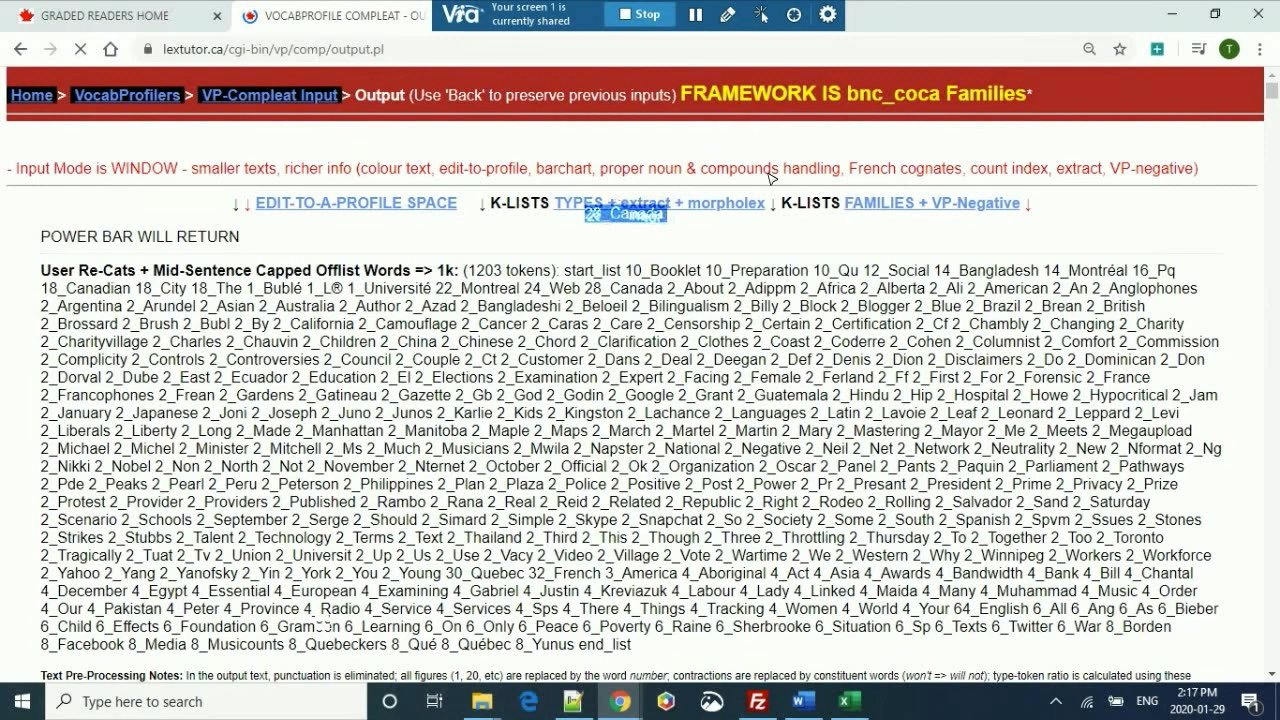 GRADED READERS HOME
VOCABPROFILE COMPLEAT - OU
Via
Your screen 1 is
currently shared
Stop
lextutor.ca/cgi-bin/vp/comp/output.pl
T
Home > VocabProfilers > VP-Compleat Input > Output (Use 'Back' to preserve previous inputs) FRAMEWORK IS bnc_coca Families*
- Input Mode is WINDOW - smaller texts, richer info (colour text, edit-to-profile, barchart, proper noun & compounds handling, French cognates, count index, extract, VP-negative)
↓ ↓ EDIT-TO-A-PROFILE SPACE ↓ K-LISTS TYPES + extract + morpholex ↓ K-LISTS FAMILIES + VP-Negative ↓
POWER BAR WILL RETURN
User Re-Cats + Mid-Sentence Capped Offlist Words => 1k: (1203 tokens): start_list 10_Booklet 10_Preparation 10_Qu 12_Social 14_Bangladesh 14_Montréal 16_Pq
18_Canadian 18_City 18_The 1_Bublé 1_L® 1_Université 22_Montreal 24_Web 28_Canada 2_About 2_Adippm 2_Africa 2_Alberta 2_Ali 2_American 2_An 2_Anglophones
2_Argentina 2_Arundel 2_Asian 2_Australia 2_Author 2_Azad 2_Bangladeshi 2_Beloeil 2_Bilingualism 2_Billy 2_Block 2_Blogger 2_Blue 2_Brazil 2_Brean 2_British
2_Brossard 2_Brush 2_Bubl 2_By 2_California 2_Camouflage 2_Cancer 2_Caras 2_Care 2_Censorship 2_Certain 2_Certification 2_Cf 2_Chambly 2_Changing 2_Charity
2_Charityvillage 2_Charles 2_Chauvin 2_Children 2_China 2_Chinese 2_Chord 2_Clarification 2_Clothes 2_Coast 2_Coderre 2_Cohen 2_Columnist 2_Comfort 2_Commission
2_Complicity 2_Controls 2_Controversies 2_Council 2_Couple 2_Ct 2_Customer 2_Dans 2_Deal 2_Deegan 2_Def 2_Denis 2_Dion 2_Disclaimers 2_Do 2_Dominican 2_Don
2_Dorval 2_Dube 2_East 2_Ecuador 2_Education 2_El 2_Elections 2_Examination 2_Expert 2_Facing 2_Female 2_Ferland 2_Ff 2_First 2_For 2_Forensic 2_France
2_Francophones 2_Frean 2_Gardens 2_Gatineau 2_Gazette 2_Gb 2_God 2_Godin 2_Google 2_Grant 2_Guatemala 2_Hindu 2_Hip 2_Hospital 2_Howe 2_Hypocritical 2_Jam
2_January 2_Japanese 2_Joni 2_Joseph 2_Juno 2_Junos 2_Karlie 2_Kids 2_Kingston 2_Lachance 2_Languages 2_Latin 2_Lavoie 2_Leaf 2_Leonard 2_Leppard 2_Levi
2_Liberals 2_Liberty 2_Long 2_Made 2_Manhattan 2_Manitoba 2_Maple 2_Maps 2_March 2_Martel 2_Martin 2_Mary 2_Mastering 2_Mayor 2_Me 2_Meets 2_Megaupload
2_Michael 2_Michel 2_Minister 2_Mitchell 2_Ms 2_Much 2_Musicians 2_Mwila 2_Napster 2_National 2_Negative 2_Neil 2_Net 2_Network 2_Neutrality 2_New 2_Nformat 2_Ng
2_Nikki 2_Nobel 2_Non 2_North 2_Not 2_November 2_Nternet 2_October 2_Official 2_Ok 2_Organization 2_Oscar 2_Panel 2_Pants 2_Paquin 2_Parliament 2_Pathways
2_Pde 2_Peaks 2_Pearl 2_Peru 2_Peterson 2_Philippines 2_Plan 2_Plaza 2_Police 2_Positive 2_Post 2_Power 2_Pr 2_Presant 2_President 2_Prime 2_Privacy 2_Prize
2_Protest 2_Provider 2_Providers 2_Published 2_Rambo 2_Rana 2_Real 2_Reid 2_Related 2_Republic 2_Right 2_Rodeo 2_Rolling 2_Salvador 2_Sand 2_Saturday
2_Scenario 2_Schools 2_September 2_Serge 2_Should 2_Simard 2_Simple 2_Skype 2_Snapchat 2_So 2_Society 2_Some 2_South 2_Spanish 2_Spvm 2_Ssues 2_Stones
2_Strikes 2_Stubbs 2_Talent 2_Technology 2_Terms 2_Text 2_Thailand 2_Third 2_This 2_Though 2_Three 2_Throttling 2_Thursday 2_To 2_Together 2_Too 2_Toronto
2_Tragically 2_Tuat 2_Tv 2_Union 2_Universit 2_Up 2_Us 2_Use 2_Vacy 2_Video 2_Village 2_Vote 2_Wartime 2_We 2_Western 2_Why 2_Winnipeg 2_Workers 2_Workforce
2_Yahoo 2_Yang 2_Yanofsky 2_Yin 2_York 2_You 2_Young 30_Quebec 32_French 3_America 4_Aboriginal 4_Act 4_Asia 4_Awards 4_Bandwidth 4_Bank 4_Bill 4_Chantal
4_December 4_Egypt 4_Essential 4_European 4_Examining 4_Gabriel 4_Justin 4_Kreviazuk 4_Labour 4_Lady 4_Linked 4_Maida 4_Many 4_Muhammad 4_Music 4_Order
4_Our 4_Pakistan 4_Peter 4_Province 4_Radio 4_Service 4_Services 4_Sps 4_There 4_Things 4_Tracking 4_Women 4_World 4_Your 64_English 6_All 6_Ang 6_As 6_Bieber
6_Child 6_Effects 6_Foundation 6_Learning 6_On 6_Only 6_Peace 6_Poverty 6_Raine 6_Sherbrooke 6_Situation 6_Sp 6_Texts 6_Twitter 6_War 8_Borden
8_Facebook 8_Media 8_Musicounts 8_Quebeckers 8_Qué 8_Québec 8_Yunus end_list
Text Pre-Processing Notes: In the output text, punctuation is eliminated; all figures (1, 20, etc) are replaced by the word number; contractions are replaced by constituent words (won't => will not); type-token ratio is calculated using these
Type here to search
ENG
2:17 PM
2020-01-29